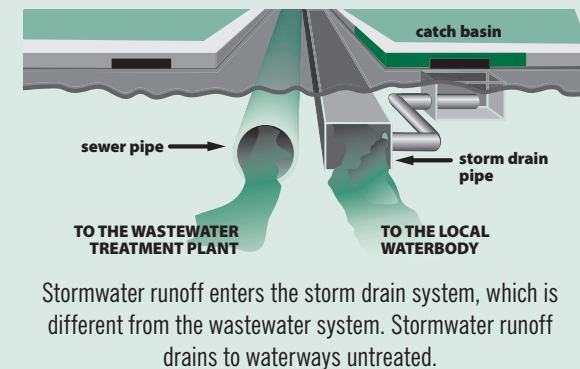 catch basin
sewer pipe
storm drain
pipe
TO THE WASTEWATER
TREATMENT PLANT
TO THE LOCAL
WATERBODY
Stormwater runoff enters the storm drain system, which is
different from the wastewater system. Stormwater runoff
drains to waterways untreated.